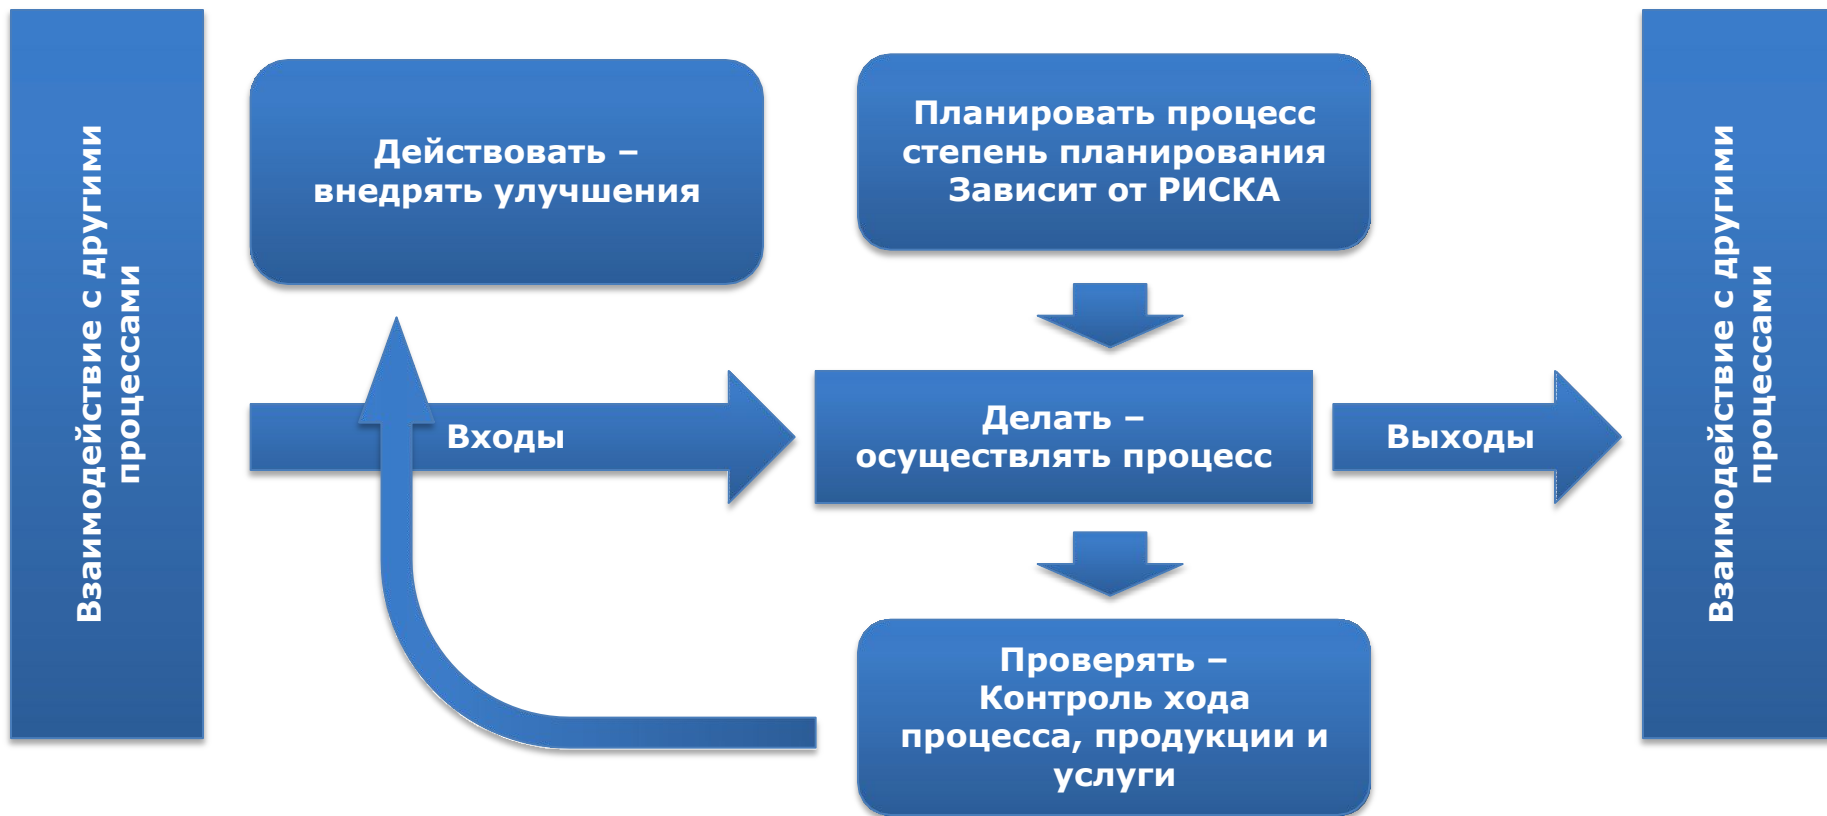 Взаимодействие с другими
процессами
Действовать –
внедрять улучшения
Планировать процесс
степень планирования
Зависит от РИСКА
Входы
Делать –
осуществлять процесс
Выходы
Проверять –
Контроль хода
процесса, продукции и
услуги
Взаимодействие с другими
процессами